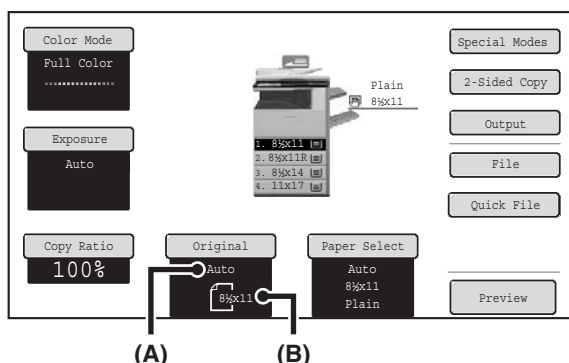 Color Mode
Full Color
Exposure
Auto
Copy Ratio
100%
Original
Auto
8½x11
Paper Select
Auto
8½x11
Plain
Plain
8½x11
1. 8½x11
2. 8½x11R
3. 8½x14
4. 11x17
Special Modes
2-Sided Copy
Output
File
Quick File
Preview
(A)
(B)